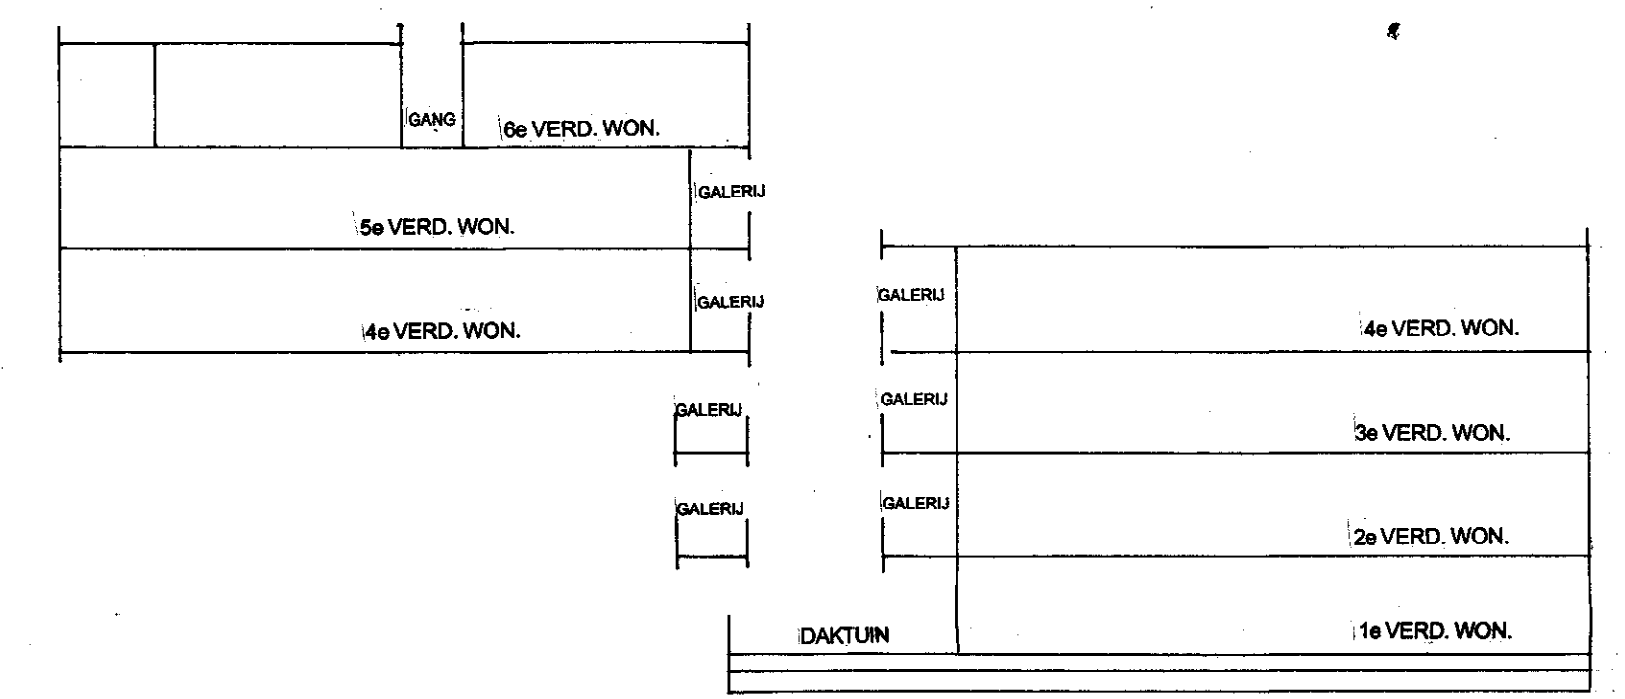 GANG
6e VERD. WON.
GALERIJ
5e VERD. WON.
GALERIJ
4e VERD. WON.
GALERIJ
4e VERD. WON.
GALERIJ
GALERIJ
3e VERD. WON.
GALERIJ
GALERIJ
2e VERD. WON.
DAKTUIN
1e VERD. WON.